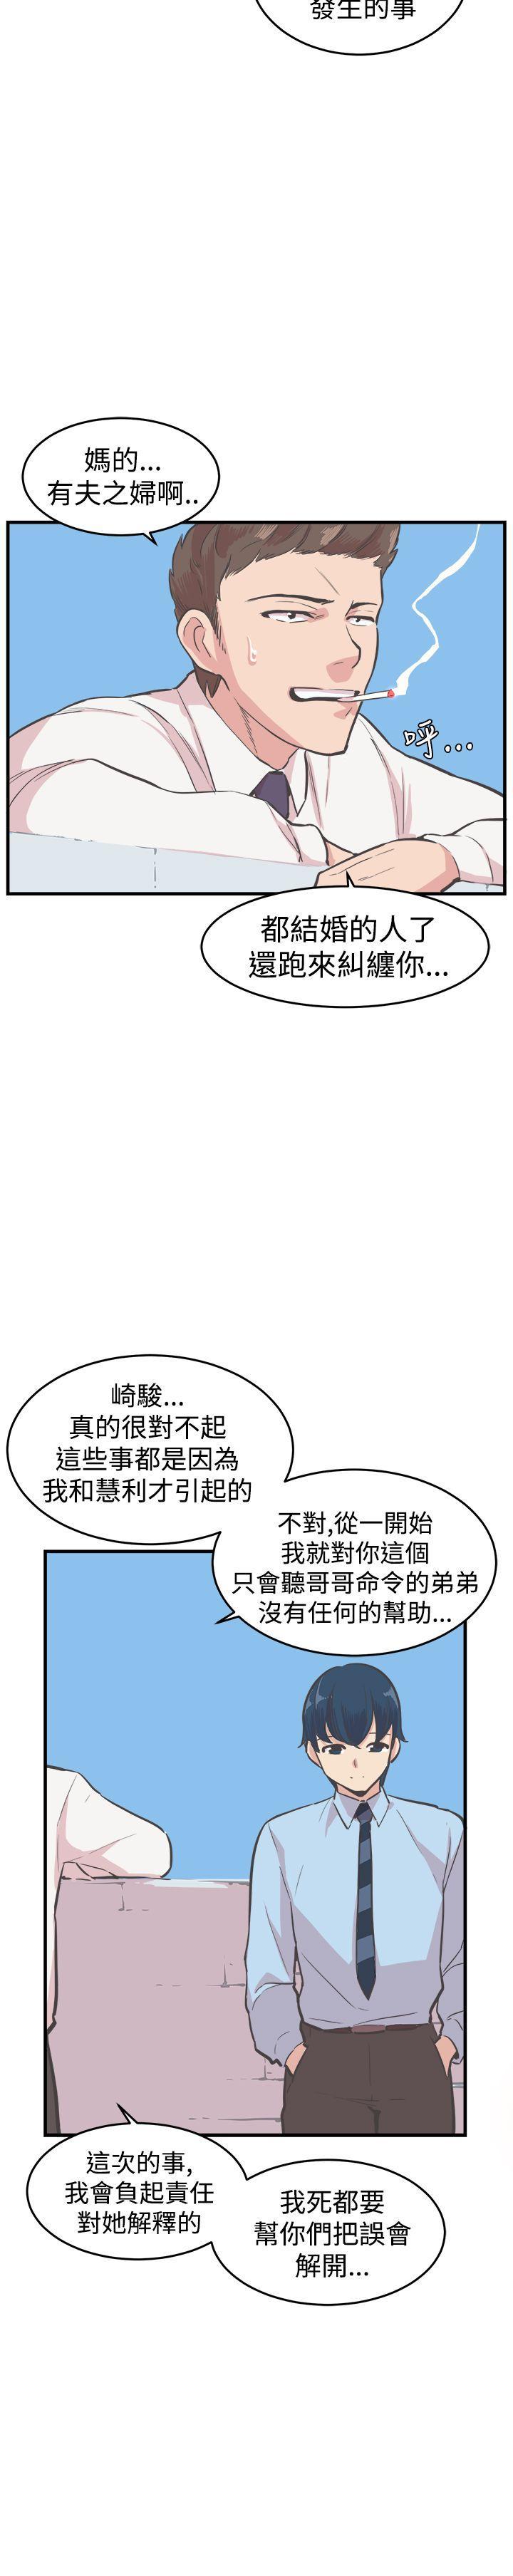 發生的事
媽的...
有夫之婦啊..
呼...
都結婚的人了
還跑來糾纏你...
崎駿...
真的很對不起
這些事都是因為
我和慧利才引起的
不對,從一開始
我就對你這個
只會聽哥哥命令的弟弟
沒有任何的幫助...
這次的事,
我會負起責任
對她解釋的
我死都要
幫你們把誤會
解開...